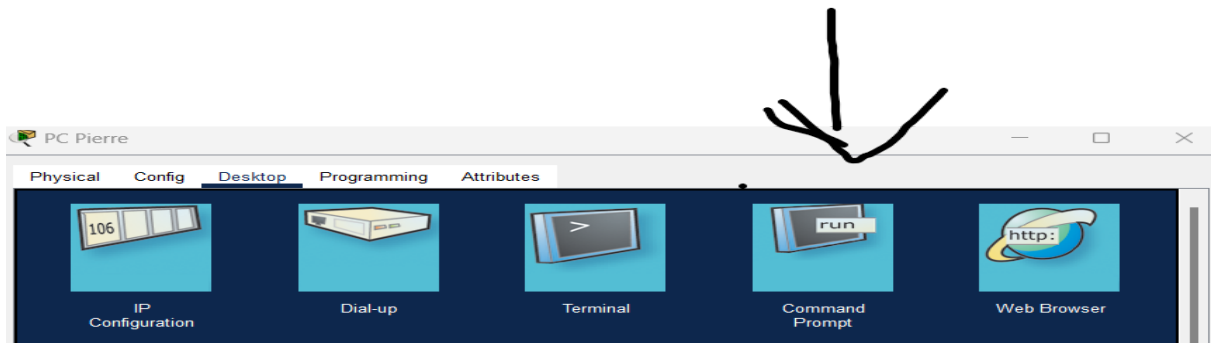 PC Pierre
Physical Config Desktop Programming Attributes
106
>
run
http:
IP
Configuration
Dial-up
Terminal
Command
Prompt
Web Browser